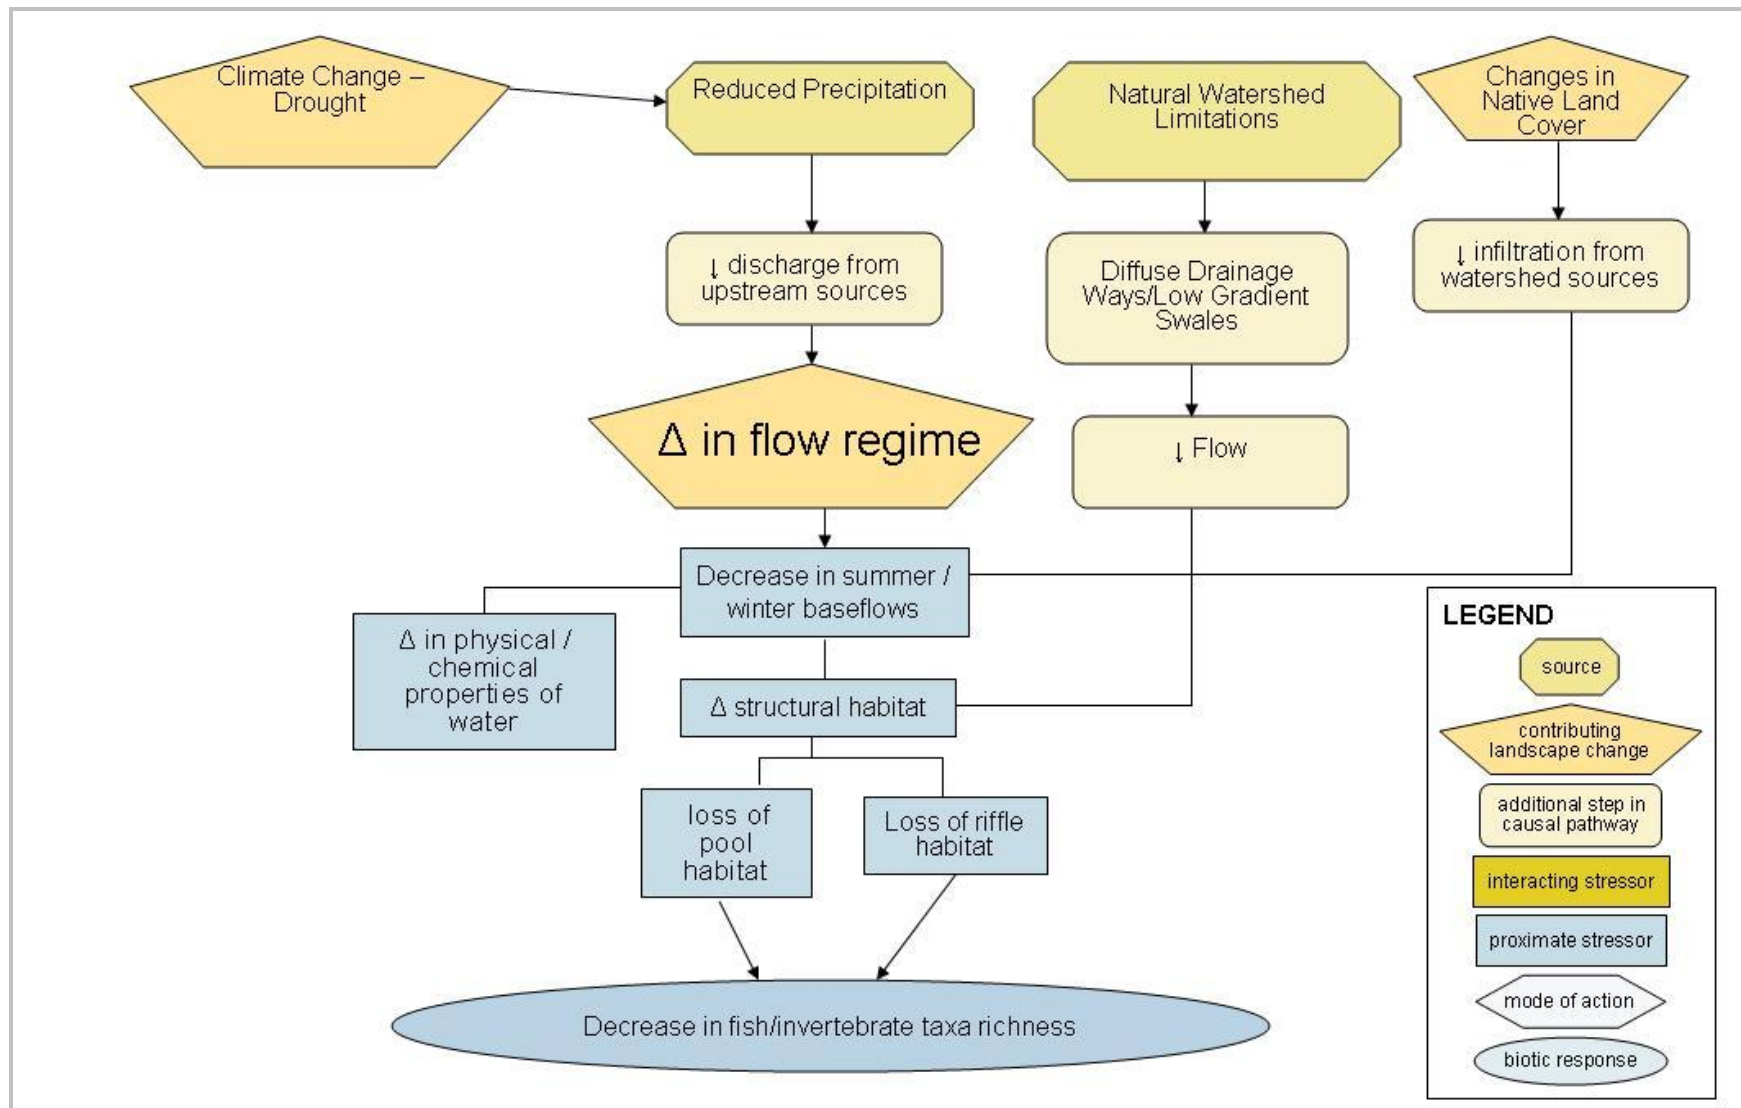 Climate Change –
Drought
Reduced Precipitation
Natural Watershed
Limitations
Changes in
Native Land
Cover
↓ discharge from
upstream sources
Diffuse Drainage
Ways/Low Gradient
Swales
↓ infiltration from
watershed sources
Δ in flow regime
↓ Flow
Decrease in summer /
winter baseflows
Δ in physical /
chemical
properties of
water
Δ structural habitat
loss of
pool
habitat
Loss of riffle
habitat
Decrease in fish/invertebrate taxa richness
LEGEND
source
contributing
landscape change
additional step in
causal pathway
interacting stressor
proximate stressor
mode of action
biotic response